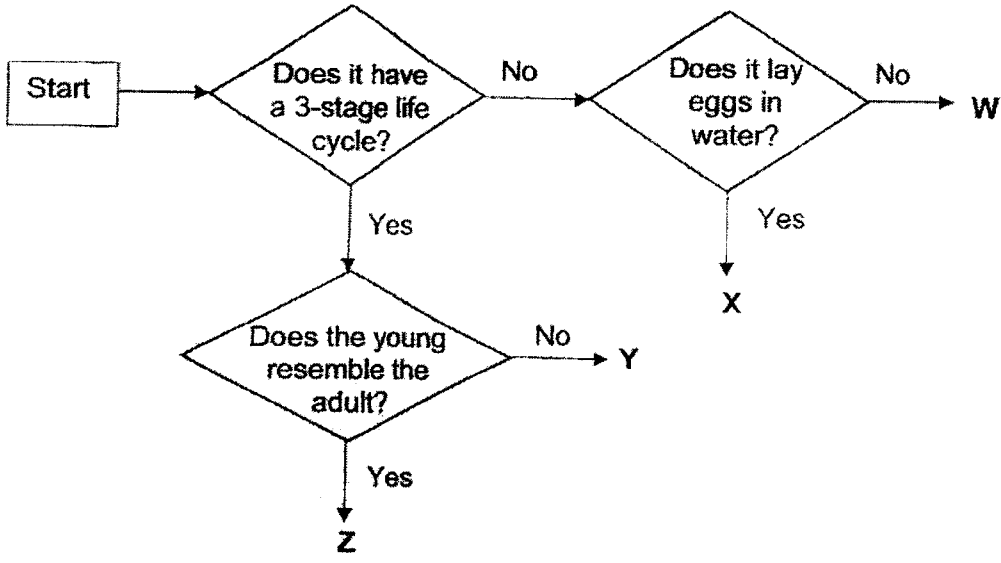 Start
Does it have
a 3-stage life
cycle?
No
Does it lay
eggs in
water?
No
W
Yes
Yes
X
Does the young
resemble the
adult?
No
Y
Yes
Z